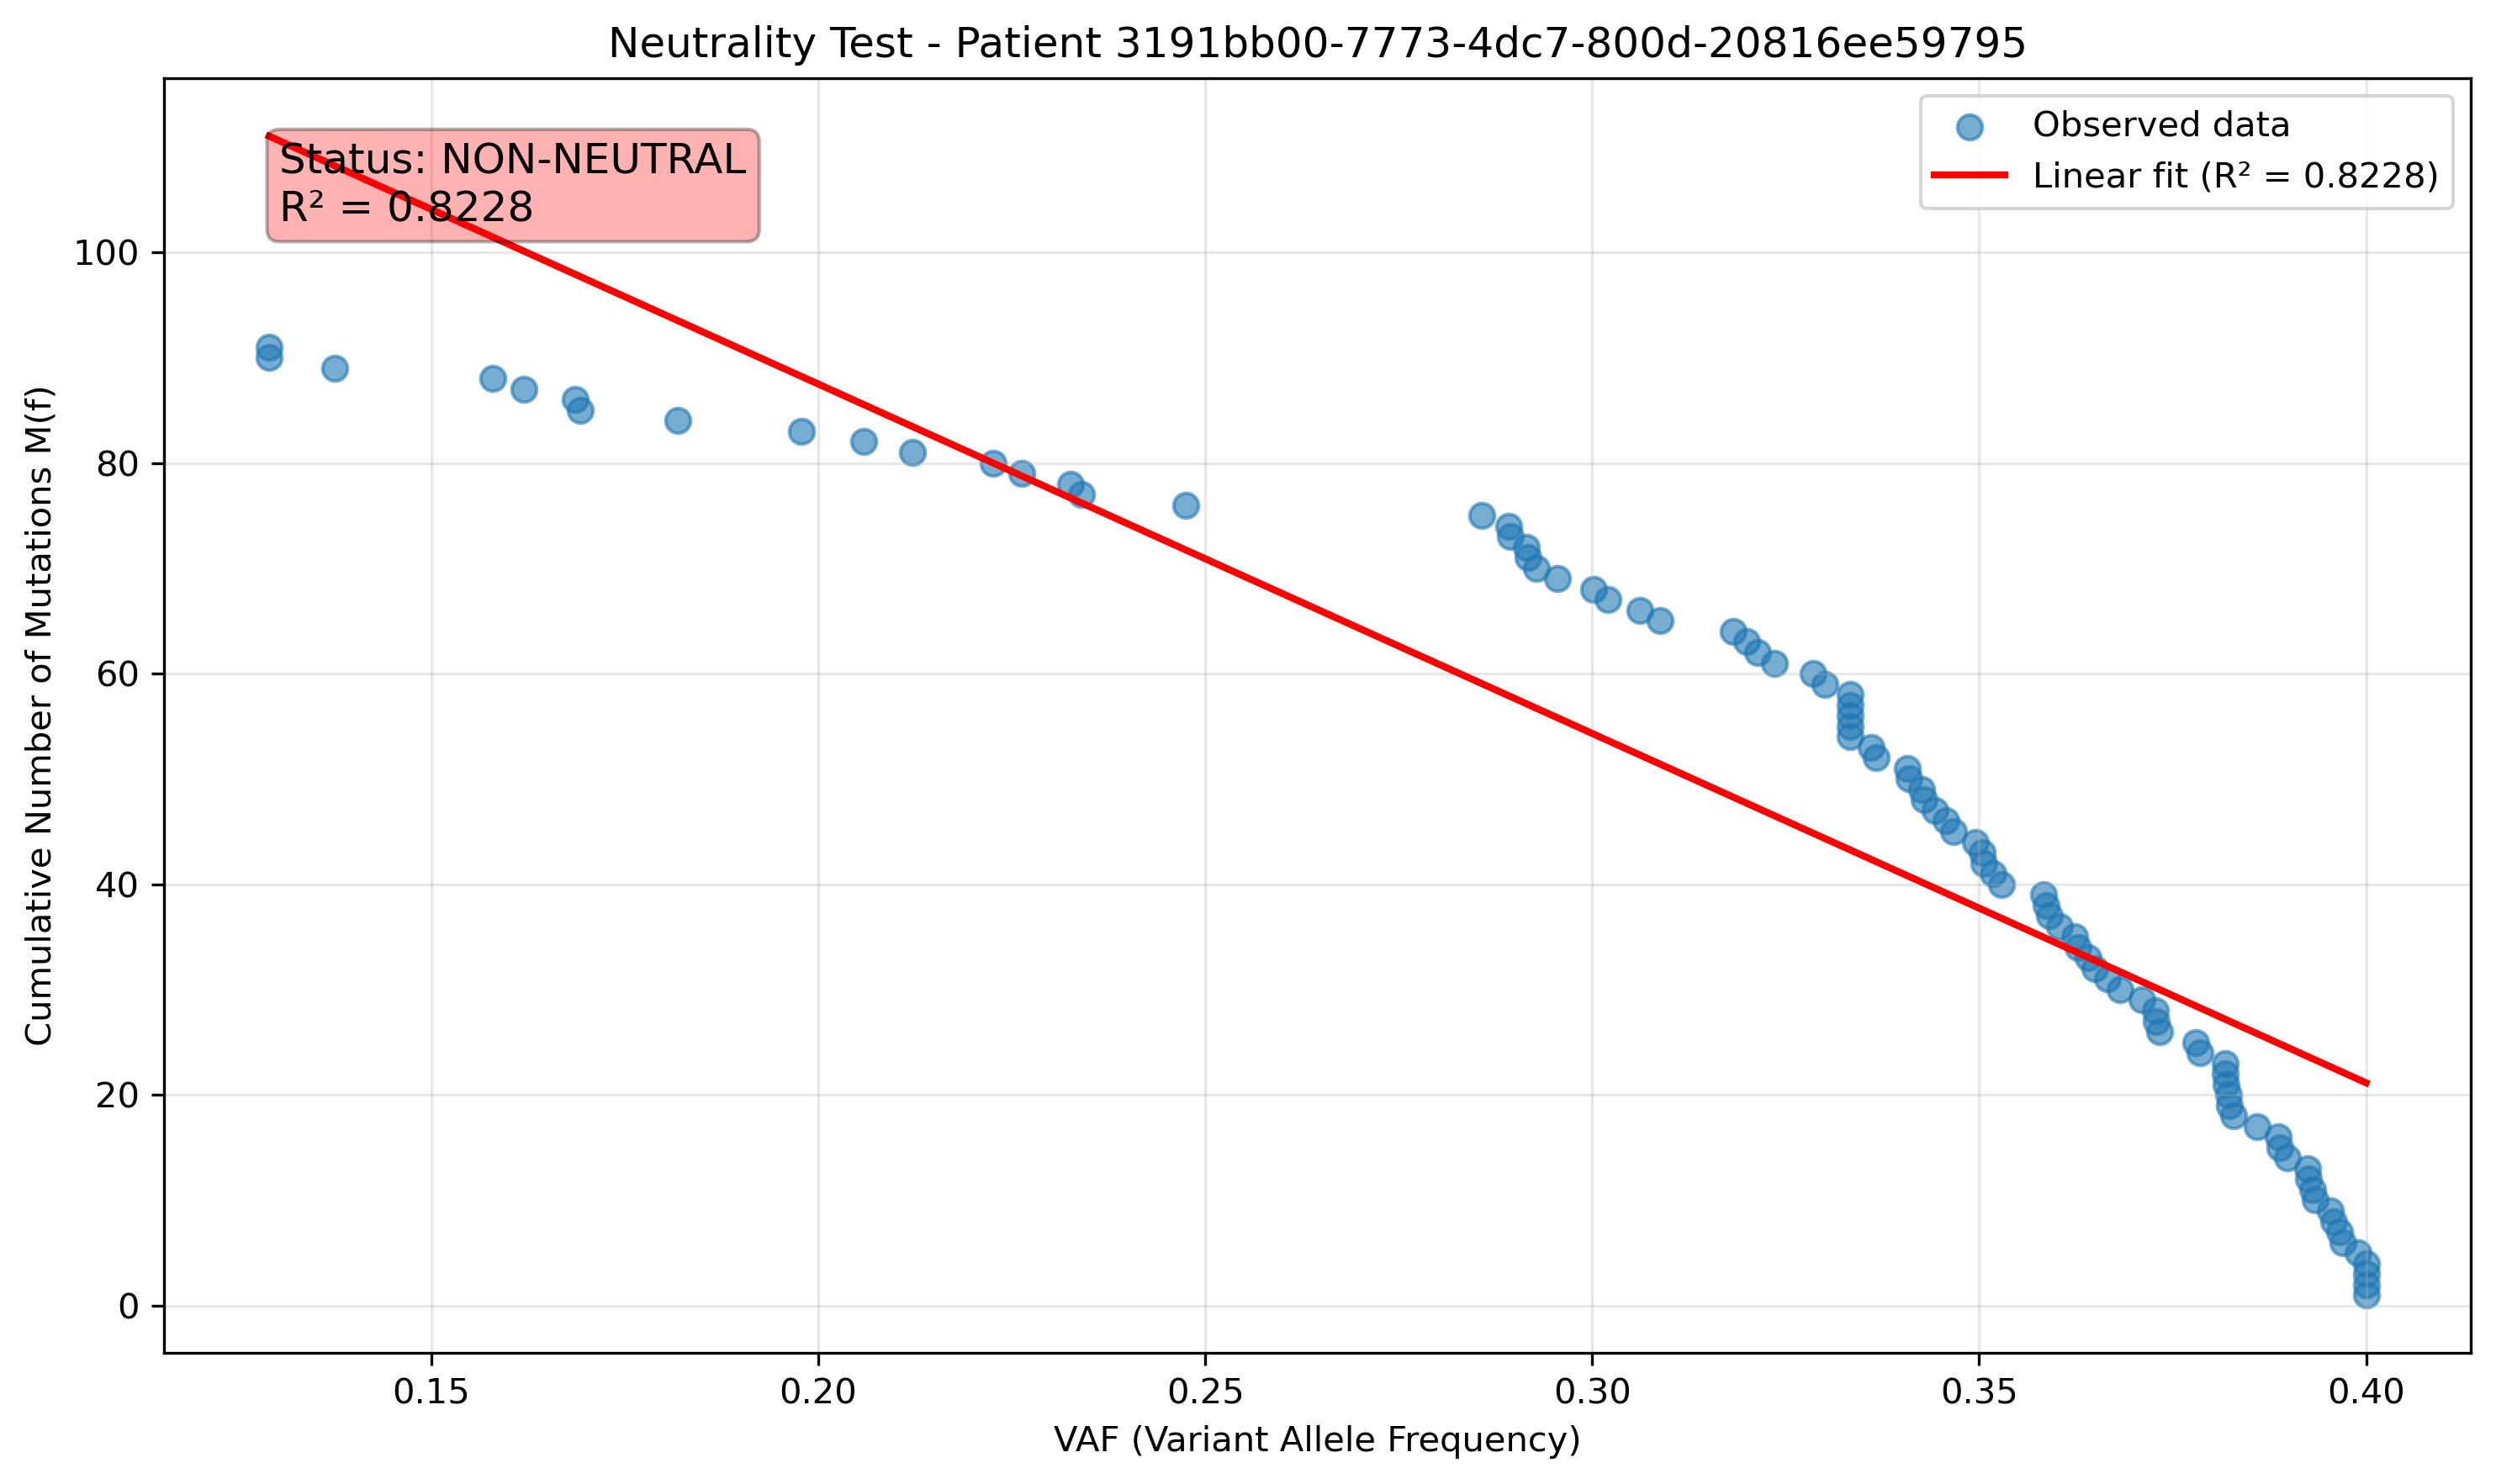 Neutrality Test - Patient 3191bb00-7773-4dc7-800d-20816ee59795
Status: NON-NEUTRAL
R² = 0.8228
Observed data
Linear fit (R² = 0.8228)
Cumulative Number of Mutations M(f)
100
80
60
40
20
0
0.15 0.20 0.25 0.30 0.35 0.40
VAF (Variant Allele Frequency)